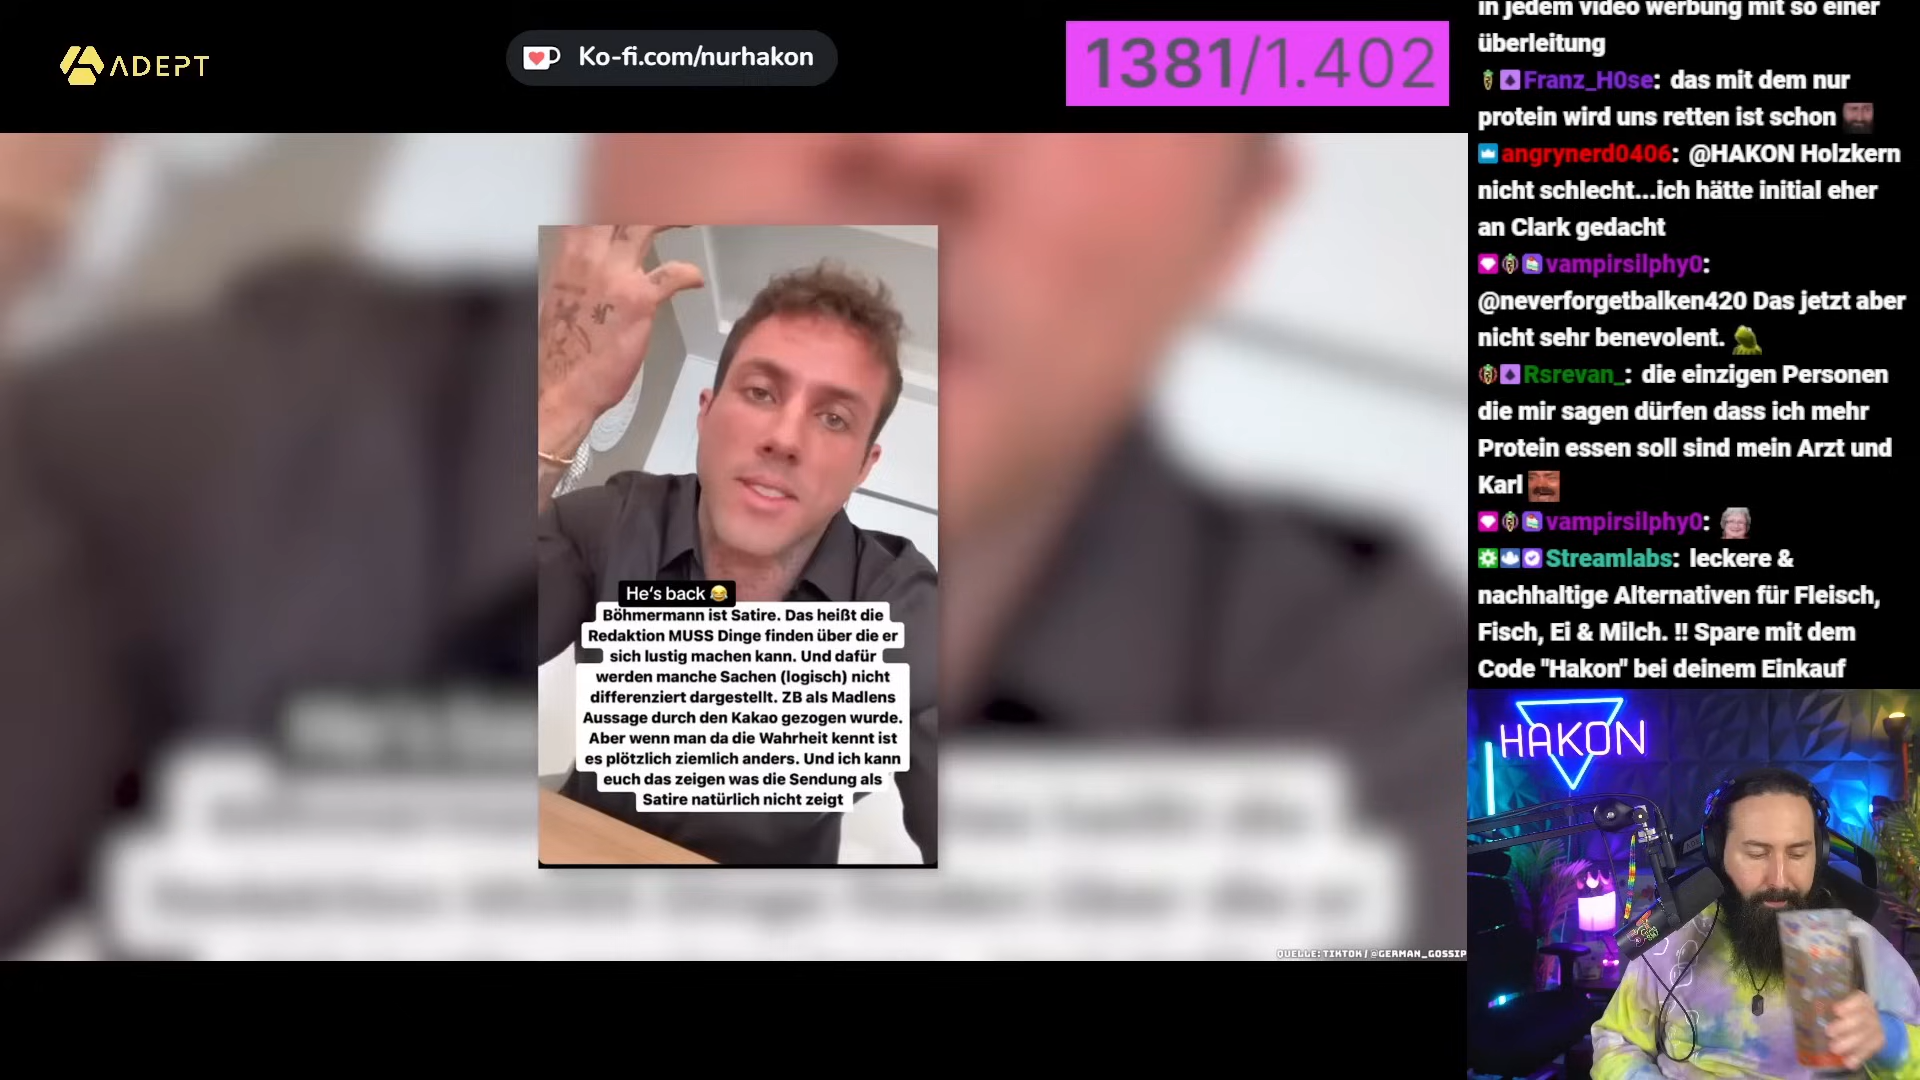 ADEPT
Ko-fi.com/nurhakon
1381/1.402
He's back 😂
Böhmermann ist Satire. Das heißt die
Redaktion MUSS Dinge finden über die er
sich lustig machen kann. Und dafür
werden manche Sachen (logisch) nicht
differenziert dargestellt. ZB als Madlens
Aussage durch den Kakao gezogen wurde.
Aber wenn man da die Wahrheit kennt ist
es plötzlich ziemlich anders. Und ich kann
euch das zeigen was die Sendung als
Satire natürlich nicht zeigt
QUELLE: TIKTOK / @GERMAN_GOSSIP
in jedem video werbung mit so einer
überleitung
Franz_H0se: das mit dem nur
protein wird uns retten ist schon
angrynerd0406: @HAKON Holzkern
nicht schlecht...ich hätte initial eher
an Clark gedacht
vampirsilphy0:
@neverforgetbalken420 Das jetzt aber
nicht sehr benevolent.
Rsrevan_: die einzigen Personen
die mir sagen dürfen dass ich mehr
Protein essen soll sind mein Arzt und
Karl
vampirsilphy0:
Streamlabs: leckere &
nachhaltige Alternativen für Fleisch,
Fisch, Ei & Milch. !! Spare mit dem
Code "Hakon" bei deinem Einkauf
HAKON